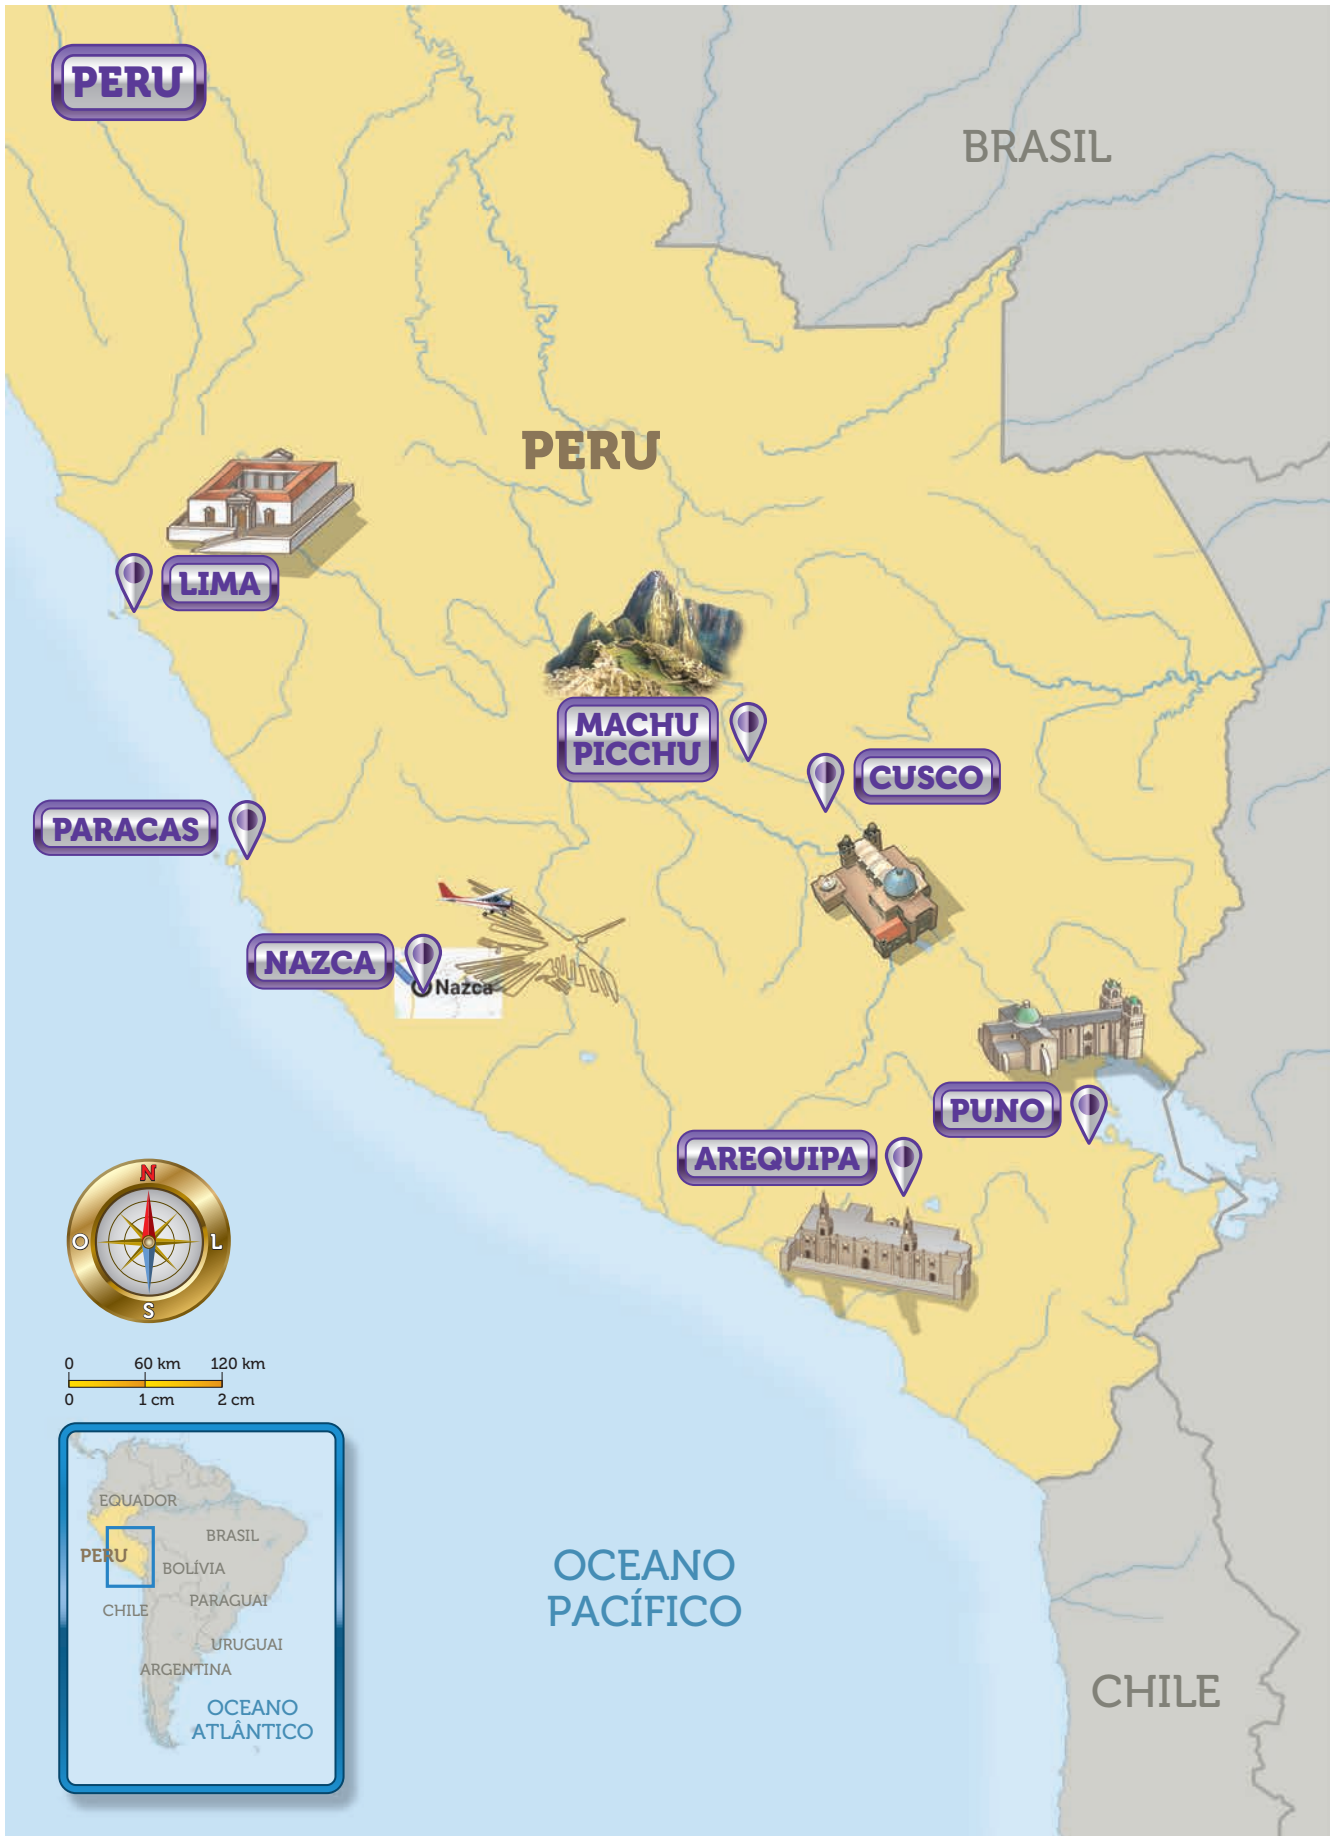 PERU
BRASIL
PERU
LIMA
MACHU
PICCHU
CUSCO
PARACAS
NAZCA
Nazca
PUNO
AREQUIPA
N
O
L
S
0
60 km
120 km
0
1 cm
2 cm
EQUADOR
BRASIL
PERU
BOLÍVIA
PARAGUAI
CHILE
URUGUAI
ARGENTINA
OCEANO
ATLÂNTICO
OCEANO
PACÍFICO
CHILE